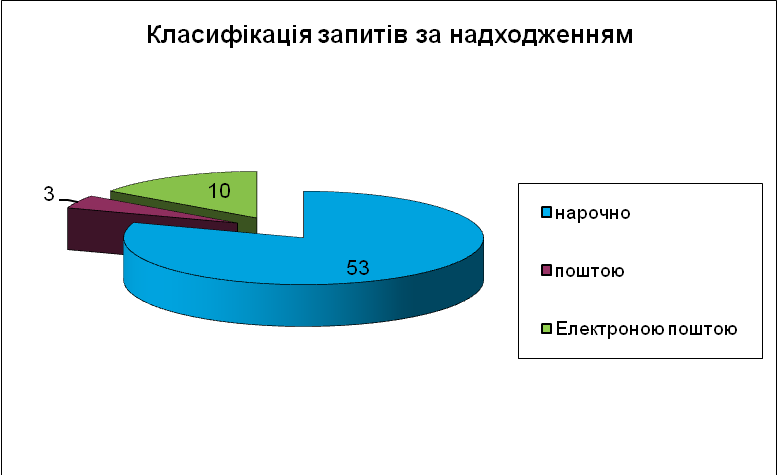 Класифікація запитів за надходженням
3
10
53
нарочно
поштою
Електроною поштою